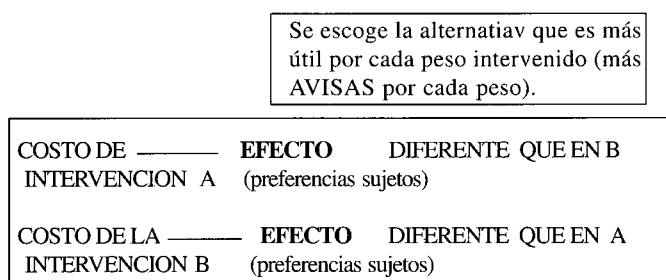 Se escoge la alternatiav que es más
útil por cada peso intervenido (más
AVISAS por cada peso).
COSTO DE ——— EFECTO DIFERENTE QUE EN B
INTERVENCION A (preferencias sujetos)
COSTO DE LA ——— EFECTO DIFERENTE QUE EN A
INTERVENCION B (preferencias sujetos)